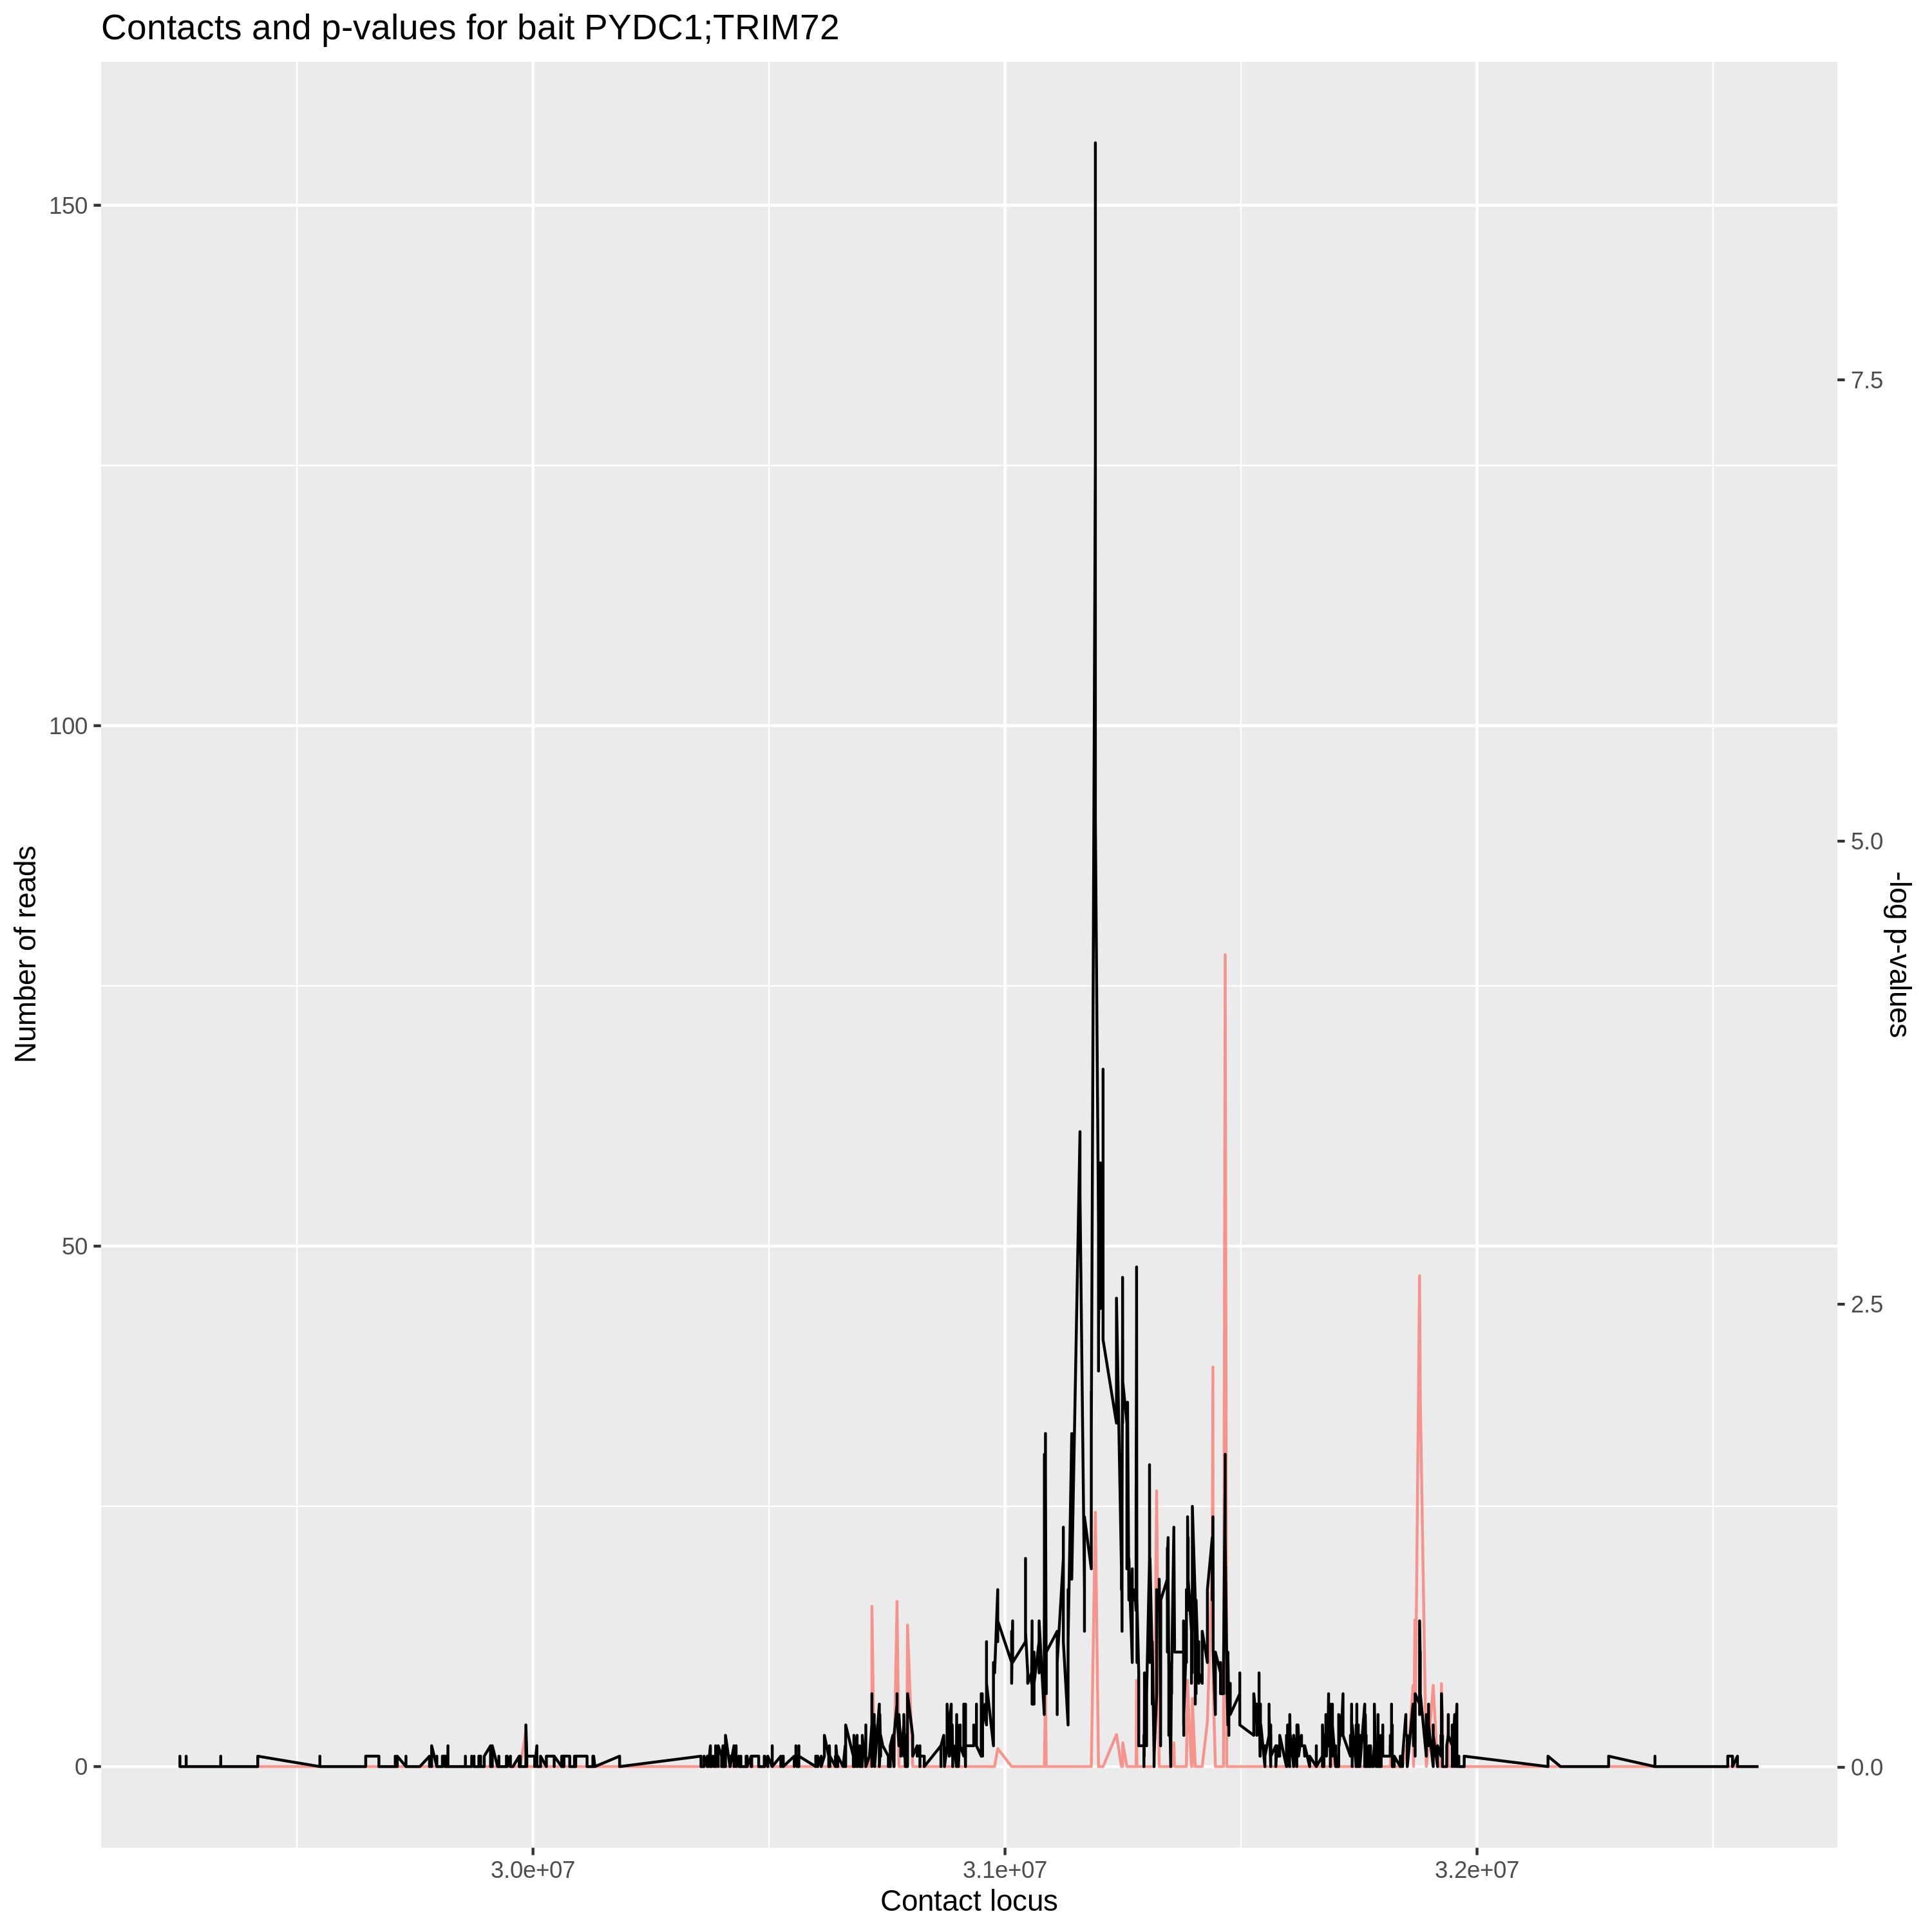 Contacts and p-values for bait PYDC1;TRIM72
Number of reads
150
100
50
0
7.5
5.0
2.5
0.0
-log p-values
3.0e+07
3.1e+07
3.2e+07
Contact locus